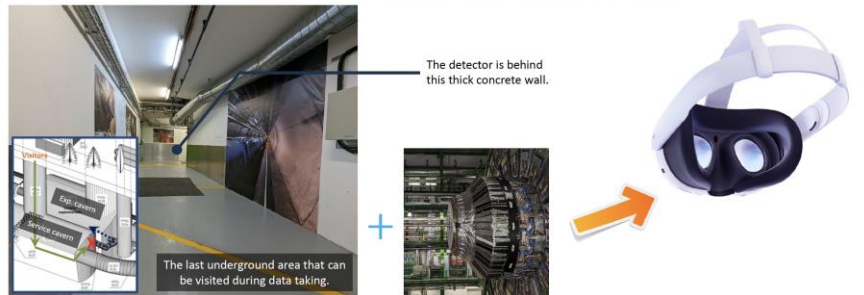 The detector is behind
this thick concrete wall.
Visitors
Exp. cavern
Service cavern
The last underground area that can
be visited during data taking.